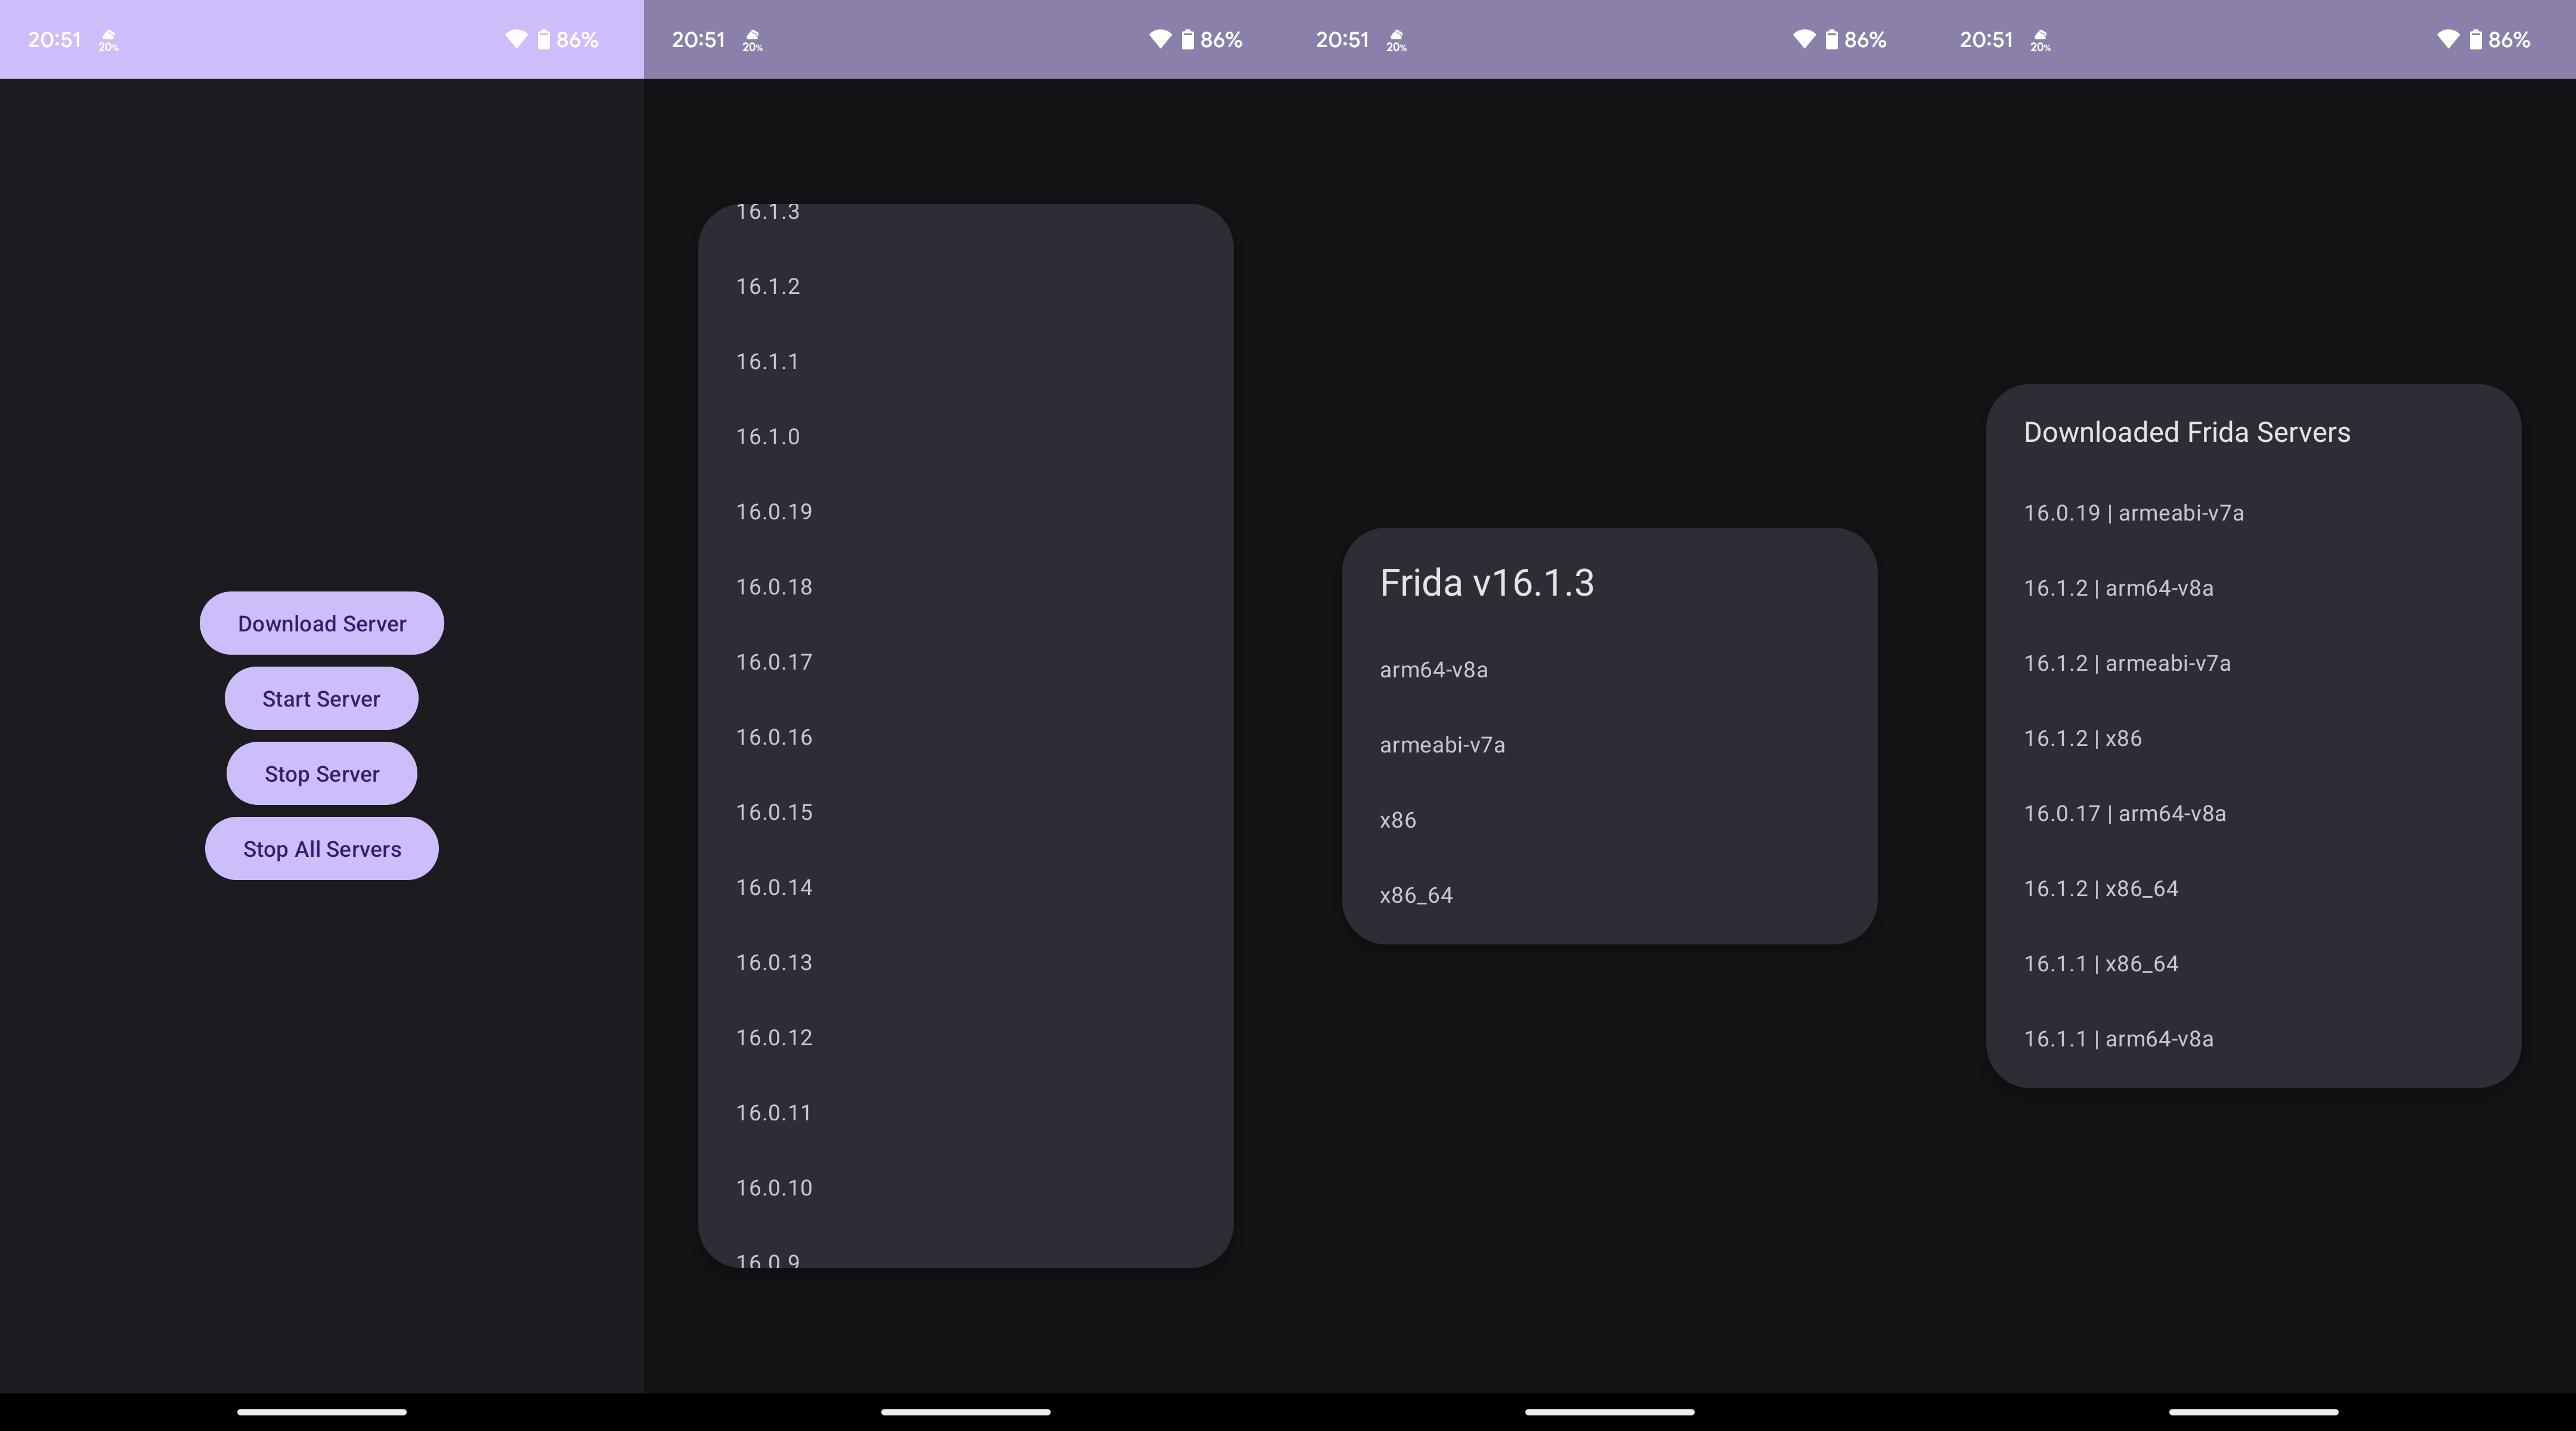 20:51 20% 86%
Download Server
Start Server
Stop Server
Stop All Servers
20:51 20% 86%
16.1.3
16.1.2
16.1.1
16.1.0
16.0.19
16.0.18
16.0.17
16.0.16
16.0.15
16.0.14
16.0.13
16.0.12
16.0.11
16.0.10
16.0.9
20:51 20% 86%
Frida v16.1.3
arm64-v8a
armeabi-v7a
x86
x86_64
20:51 20% 86%
Downloaded Frida Servers
16.0.19 | armeabi-v7a
16.1.2 | arm64-v8a
16.1.2 | armeabi-v7a
16.1.2 | x86
16.0.17 | arm64-v8a
16.1.2 | x86_64
16.1.1 | x86_64
16.1.1 | arm64-v8a